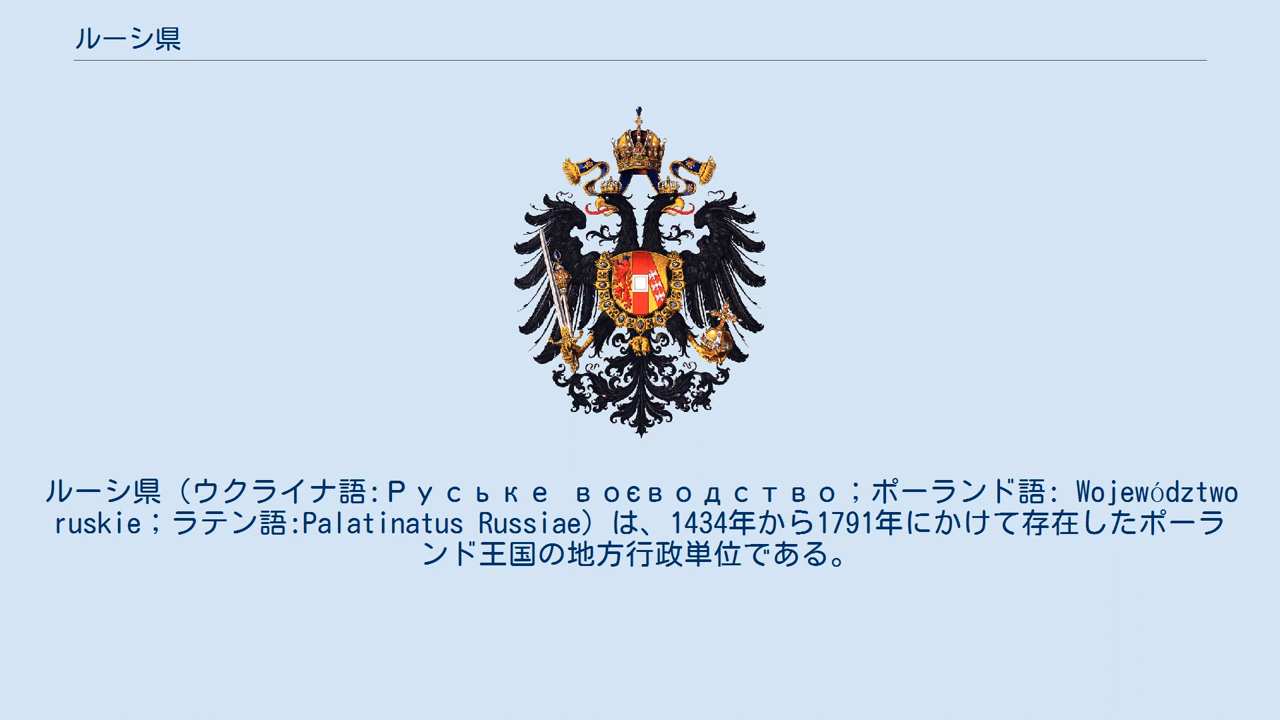 ルーシ県
ルーシ県（ウクライナ語:Руське воєводство；ポーランド語: Województwo
ruskie；ラテン語:Palatinatus Russiae）は、1434年から1791年にかけて存在したポーラ
ンド王国の地方行政単位である。